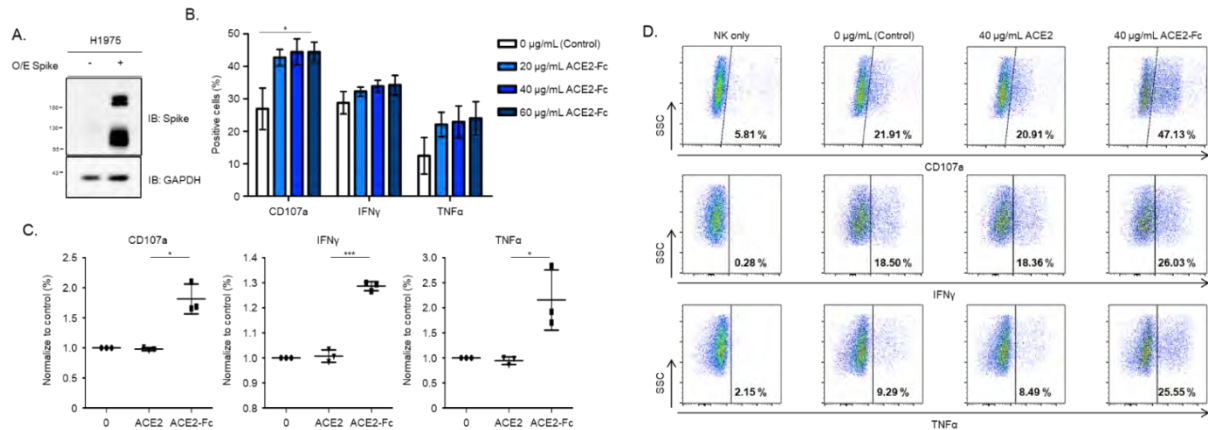 A.
H1975
O/E Spike - +
180
130
95
IB: Spike
43
IB: GAPDH
B.
Positive cells (%)
50
40
30
20
10
0
CD107a IFNγ TNFα
*
0 µg/mL (Control)
20 µg/mL ACE2-Fc
40 µg/mL ACE2-Fc
60 µg/mL ACE2-Fc
C.
CD107a
Normalize to control (%)
2.5
2.0
1.5
1.0
0.5
0
*
0 ACE2 ACE2-Fc
IFNγ
Normalize to control (%)
1.4
1.3
1.2
1.1
1.0
0.9
0.8
***
0 ACE2 ACE2-Fc
TNFα
Normalize to control (%)
3.0
2.5
2.0
1.5
1.0
0.5
0
*
0 ACE2 ACE2-Fc
D.
NK only 0 µg/mL (Control) 40 µg/mL ACE2 40 µg/mL ACE2-Fc
SSC
5.81 % 21.91 % 20.91 % 47.13 %
CD107a
SSC
0.28 % 18.50 % 18.36 % 26.03 %
IFNγ
SSC
2.15 % 9.29 % 8.49 % 25.55 %
TNFα